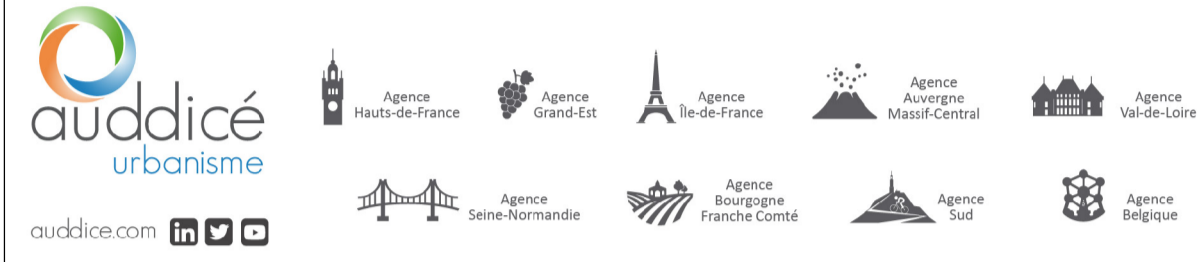 auddicé
urbanisme
auddice.com in
Agence
Hauts-de-France
Agence
Grand-Est
Agence
Île-de-France
Agence
Auvergne
Massif-Central
Agence
Val-de-Loire
Agence
Seine-Normandie
Agence
Bourgogne
Franche Comté
Agence
Sud
Agence
Belgique